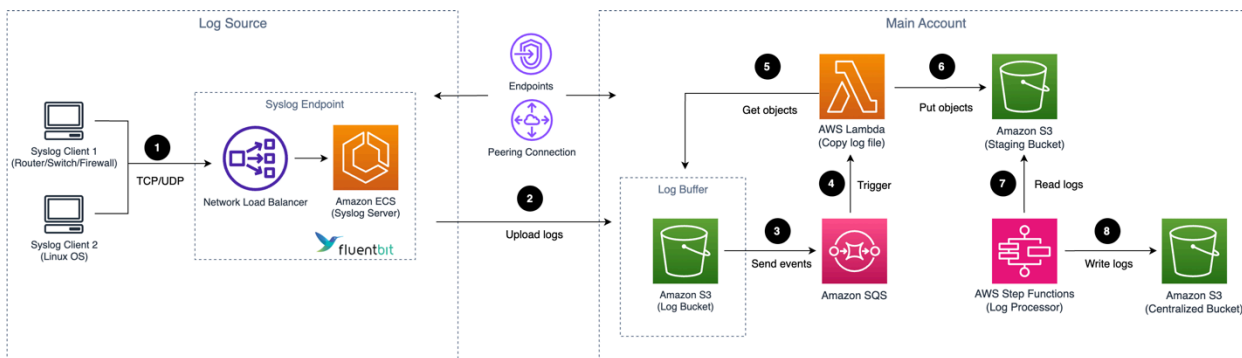 Log Source
Syslog Client 1
(Router/Switch/Firewall)
Syslog Client 2
(Linux OS)
1
TCP/UDP
Syslog Endpoint
Network Load Balancer
Amazon ECS
(Syslog Server)
fluentbit
Endpoints
Peering Connection
2
Upload logs
Main Account
Log Buffer
Amazon S3
(Log Bucket)
3
Send events
Amazon SQS
4
Trigger
AWS Lambda
(Copy log file)
5
Get objects
6
Put objects
Amazon S3
(Staging Bucket)
7
Read logs
AWS Step Functions
(Log Processor)
8
Write logs
Amazon S3
(Centralized Bucket)